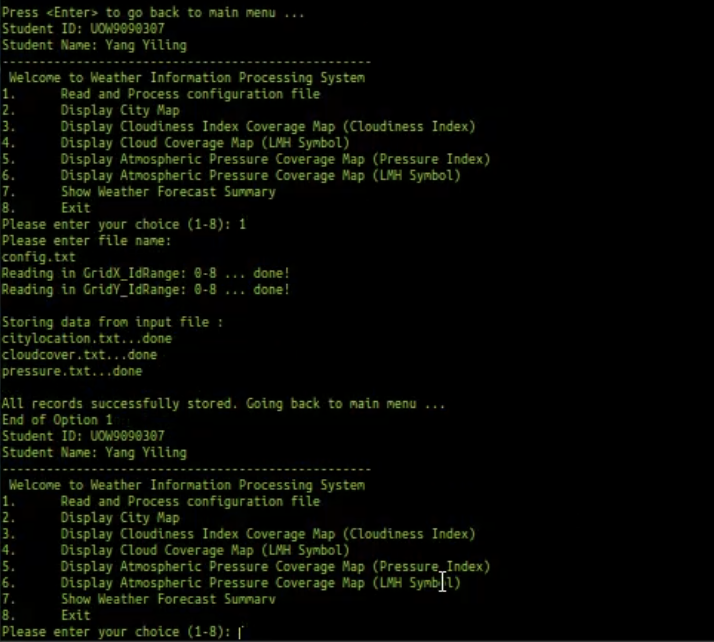 Press <Enter> to go back to main menu ...
Student ID: UOW9090307
Student Name: Yang Yiling
--------------------------------------------------
Welcome to Weather Information Processing System
1. Read and Process configuration file
2. Display City Map
3. Display Cloudiness Index Coverage Map (Cloudiness Index)
4. Display Cloud Coverage Map (LMH Symbol)
5. Display Atmospheric Pressure Coverage Map (Pressure Index)
6. Display Atmospheric Pressure Coverage Map (LMH Symbol)
7. Show Weather Forecast Summary
8. Exit
Please enter your choice (1-8): 1
Please enter file name:
config.txt
Reading in GridX_IdRange: 0-8 ... done!
Reading in GridY_IdRange: 0-8 ... done!
Storing data from input file :
citylocation.txt...done
cloudcover.txt...done
pressure.txt...done
All records successfully stored. Going back to main menu ...
End of Option 1
Student ID: UOW9090307
Student Name: Yang Yiling
--------------------------------------------------
Welcome to Weather Information Processing System
1. Read and Process configuration file
2. Display City Map
3. Display Cloudiness Index Coverage Map (Cloudiness Index)
4. Display Cloud Coverage Map (LMH Symbol)
5. Display Atmospheric Pressure Coverage Map (Pressure Index)
6. Display Atmospheric Pressure Coverage Map (LMH Symbol)
7. Show Weather Forecast Summary
8. Exit
Please enter your choice (1-8):